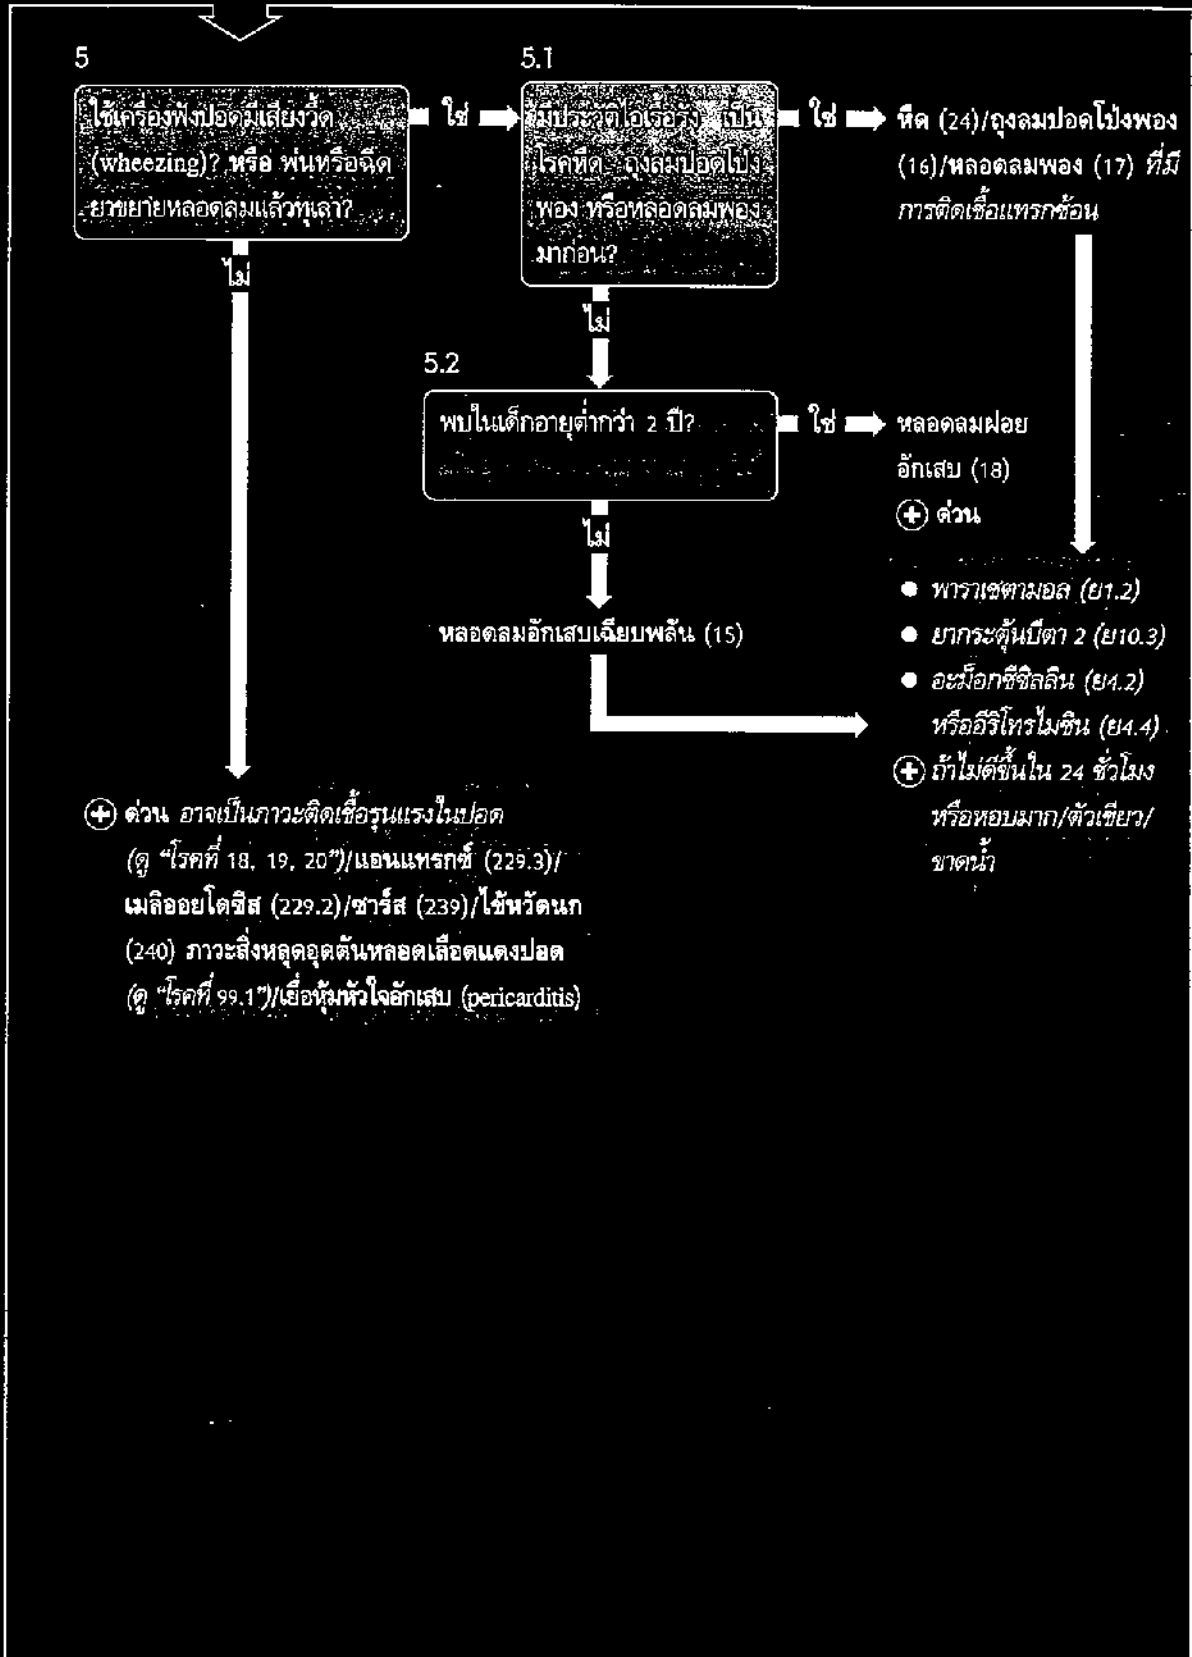 5
ใช้เครื่องฟังปอดมีเสียงวี้ด
(wheezing)? หรือ พ่นหรือฉีด
ยาขยายหลอดลมแล้วทุเลา?
ใช่
5.1
มีประวัติไอเรื้อรัง เป็น
โรคหืด ถุงลมปอดโป่ง
พอง หรือหลอดลมพอง
มาก่อน?
ใช่
หืด (24)/ถุงลมปอดโป่งพอง
(16)/หลอดลมพอง (17) ที่มี
การติดเชื้อแทรกซ้อน
ไม่
ไม่
5.2
พบในเด็กอายุต่ำกว่า 2 ปี?
ใช่
หลอดลมฝอย
อักเสบ (18)
+ ด่วน
ไม่
หลอดลมอักเสบเฉียบพลัน (15)
● พาราเซตามอล (ย1.2)
● ยากระตุ้นบีตา 2 (ย10.3)
● อะม็อกซีซิลลิน (ย4.2)
หรืออีริโทรไมซิน (ย4.4)
+ ถ้าไม่ดีขึ้นใน 24 ชั่วโมง
หรือหอบมาก/ตัวเขียว/
ขาดน้ำ
+ ด่วน อาจเป็นภาวะติดเชื้อรุนแรงในปอด
(ดู "โรคที่ 18, 19, 20")/แอนแทรกซ์ (229.3)/
เมลิออยโดซิส (229.2)/ซาร์ส (239)/ไข้หวัดนก
(240) ภาวะสิ่งหลุดอุดตันหลอดเลือดแดงปอด
(ดู "โรคที่ 99.1")/เยื่อหุ้มหัวใจอักเสบ (pericarditis)